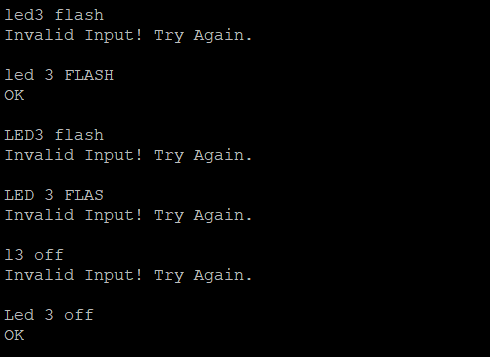 led3 flash
Invalid Input! Try Again.
led 3 FLASH
OK
LED3 flash
Invalid Input! Try Again.
LED 3 FLAS
Invalid Input! Try Again.
l3 off
Invalid Input! Try Again.
Led 3 off
OK